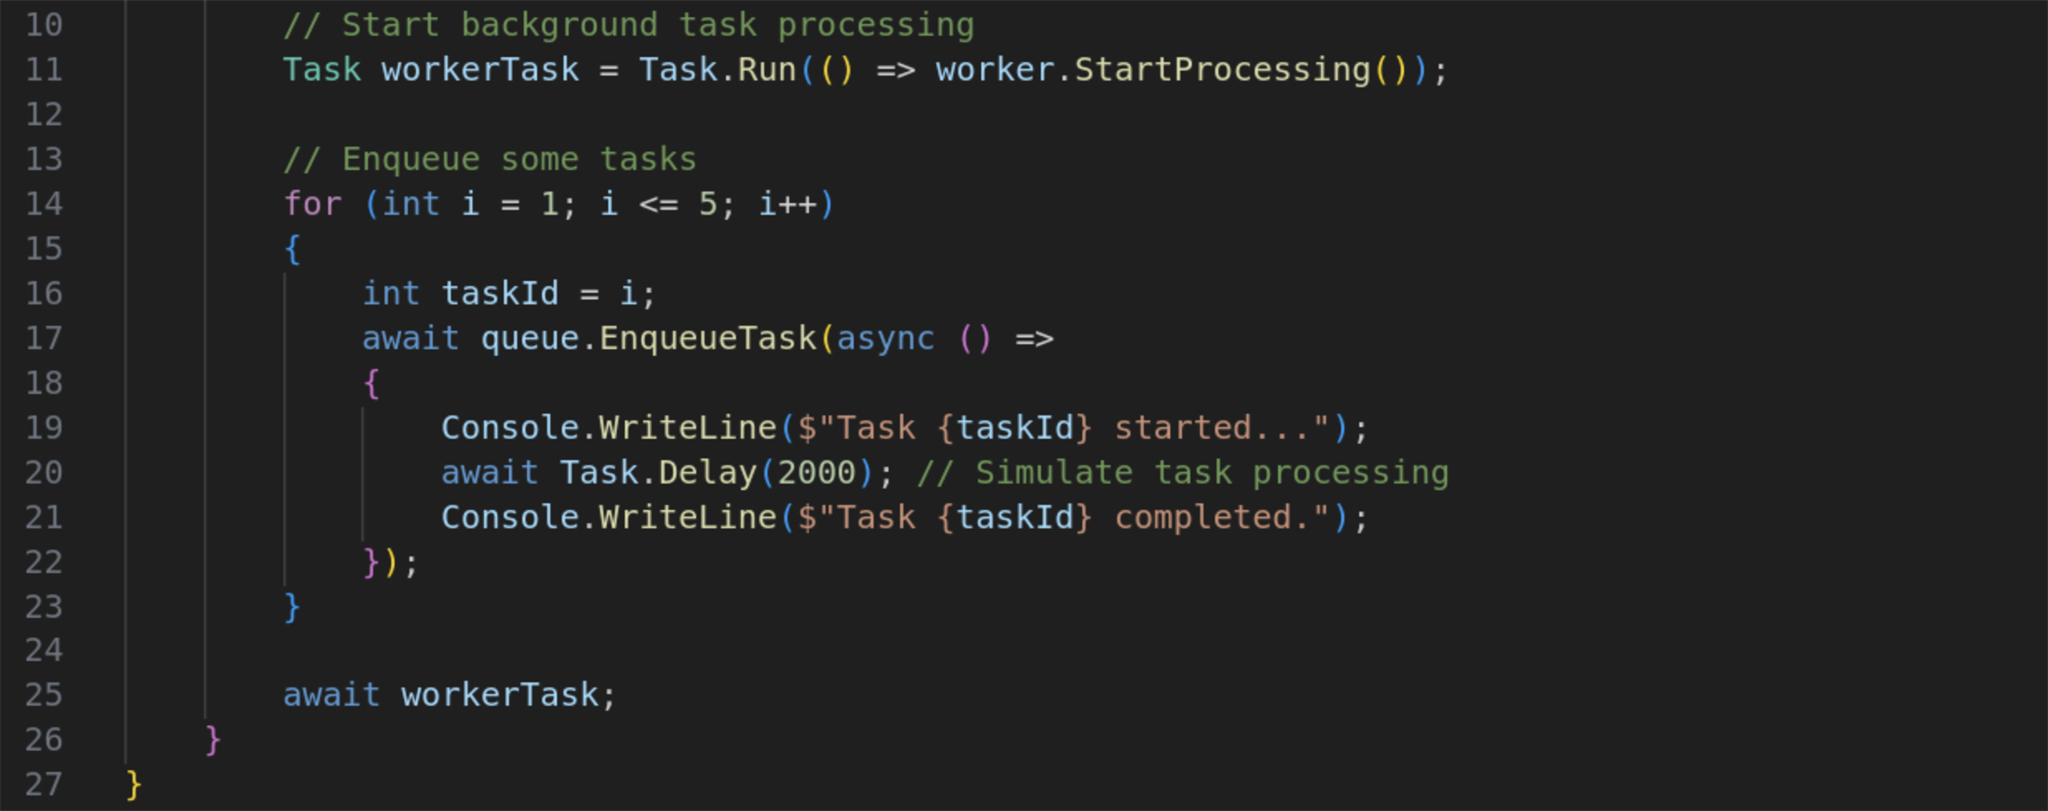 10 // Start background task processing
11 Task workerTask = Task.Run(() => worker.StartProcessing());
12
13 // Enqueue some tasks
14 for (int i = 1; i <= 5; i++)
15 {
16 int taskId = i;
17 await queue.EnqueueTask(async () =>
18 {
19 Console.WriteLine($"Task {taskId} started...");
20 await Task.Delay(2000); // Simulate task processing
21 Console.WriteLine($"Task {taskId} completed.");
22 });
23 }
24
25 await workerTask;
26 }
27 }